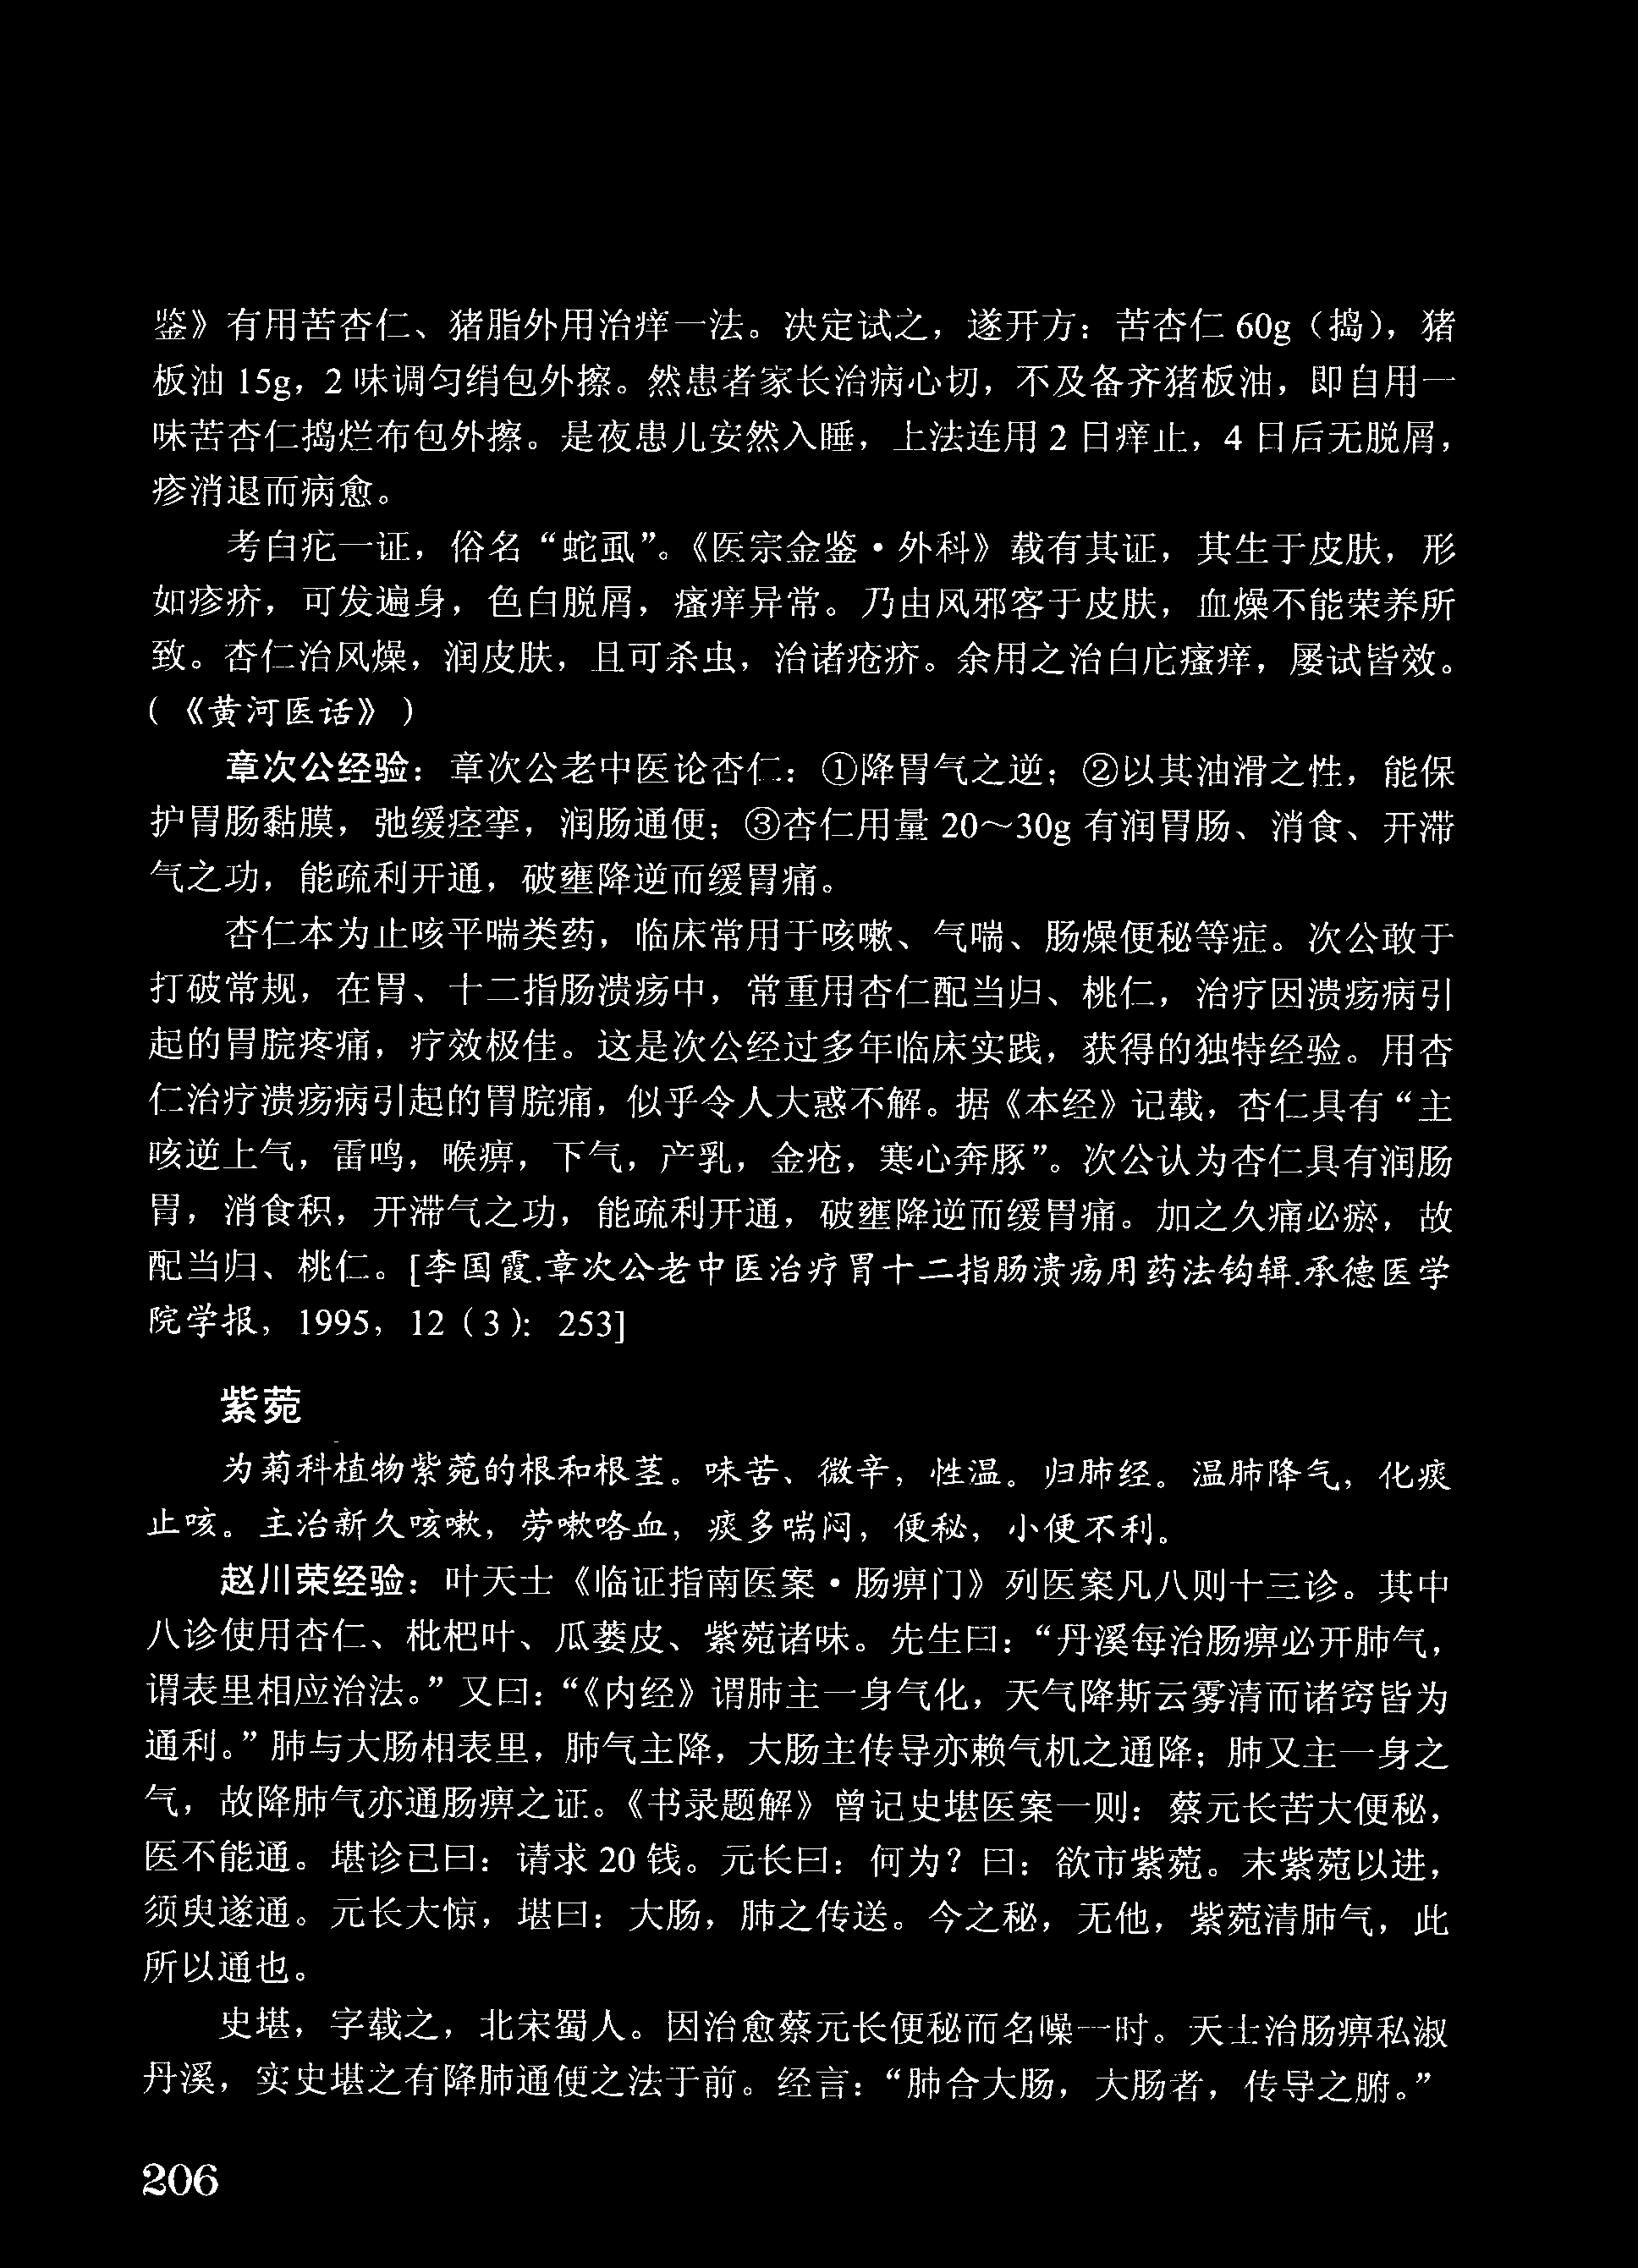 鉴》有用苦杏仁、猪脂外用治痒一法。决定试之，遂开方：苦杏仁 60g（捣），猪
板油 15g，2 味调匀绢包外擦。然患者家长治病心切，不及备齐猪板油，即自用一
味苦杏仁捣烂布包外擦。是夜患儿安然入睡，上法连用 2 日痒止，4 日后无脱屑，
疹消退而病愈。
考白疕一证，俗名“蛇虱”。《医宗金鉴·外科》载有其证，其生于皮肤，形
如疹疥，可发遍身，色白脱屑，瘙痒异常。乃由风邪客于皮肤，血燥不能荣养所
致。杏仁治风燥，润皮肤，且可杀虫，治诸疮疥。余用之治白庀瘙痒，屡试皆效。
（《黄河医话》）
章次公经验：章次公老中医论杏仁：①降胃气之逆；②以其油滑之性，能保
护胃肠黏膜，弛缓痉挛，润肠通便；③杏仁用量 20～30g 有润胃肠、消食、开滞
气之功，能疏利开通，破壅降逆而缓胃痛。
杏仁本为止咳平喘类药，临床常用于咳嗽、气喘、肠燥便秘等症。次公敢于
打破常规，在胃、十二指肠溃疡中，常重用杏仁配当归、桃仁，治疗因溃疡病引
起的胃脘疼痛，疗效极佳。这是次公经过多年临床实践，获得的独特经验。用杏
仁治疗溃疡病引起的胃脘痛，似乎令人大惑不解。据《本经》记载，杏仁具有“主
咳逆上气，雷鸣，喉痹，下气，产乳，金疮，寒心奔豚”。次公认为杏仁具有润肠
胃，消食积，开滞气之功，能疏利开通，破壅降逆而缓胃痛。加之久痛必瘀，故
配当归、桃仁。[李国霞.章次公老中医治疗胃十二指肠溃疡用药法钩辑.承德医学
院学报，1995，12（3）：253]
紫菀
为菊科植物紫菀的根和根茎。味苦、微辛，性温。归肺经。温肺降气，化痰
止咳。主治新久咳嗽，劳嗽咯血，痰多喘闷，便秘，小便不利。
赵川荣经验：叶天士《临证指南医案·肠痹门》列医案凡八则十三诊。其中
八诊使用杏仁、枇杷叶、瓜蒌皮、紫菀诸味。先生曰：“丹溪每治肠痹必开肺气，
谓表里相应治法。”又曰：“《内经》谓肺主一身气化，天气降斯云雾清而诸窍皆为
通利。”肺与大肠相表里，肺气主降，大肠主传导亦赖气机之通降；肺又主一身之
气，故降肺气亦通肠痹之证。《书录题解》曾记史堪医案一则：蔡元长苦大便秘，
医不能通。堪诊已曰：请求 20 钱。元长曰：何为？曰：欲市紫菀。末紫菀以进，
须臾遂通。元长大惊，堪曰：大肠，肺之传送。今之秘，无他，紫菀清肺气，此
所以通也。
史堪，字载之，北宋蜀人。因治愈蔡元长便秘而名噪一时。天士治肠痹私淑
丹溪，实史堪之有降肺通便之法于前。经言：“肺合大肠，大肠者，传导之腑。”
206